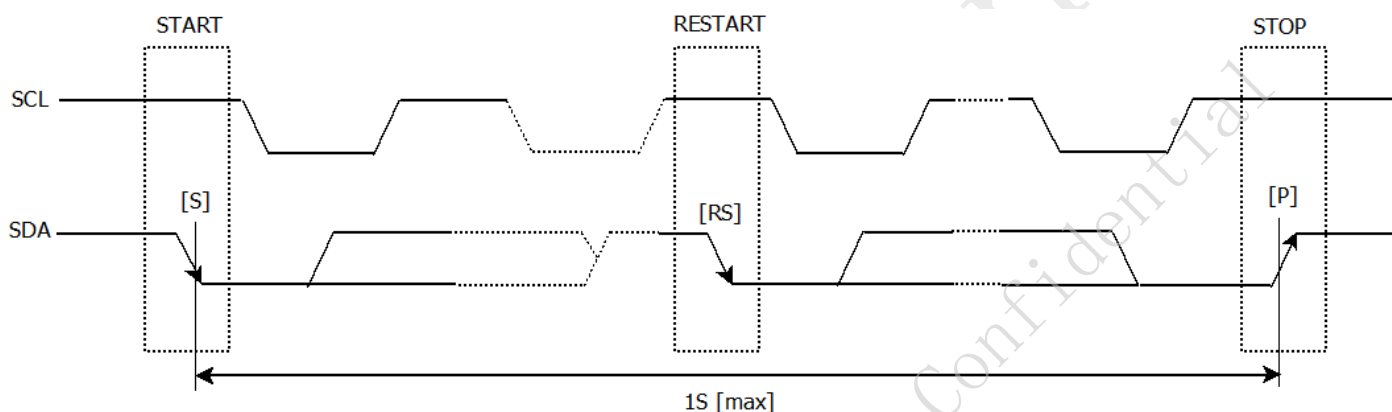 START
RESTART
STOP
SCL
[S]
[RS]
[P]
SDA
1S [max]
Confidential